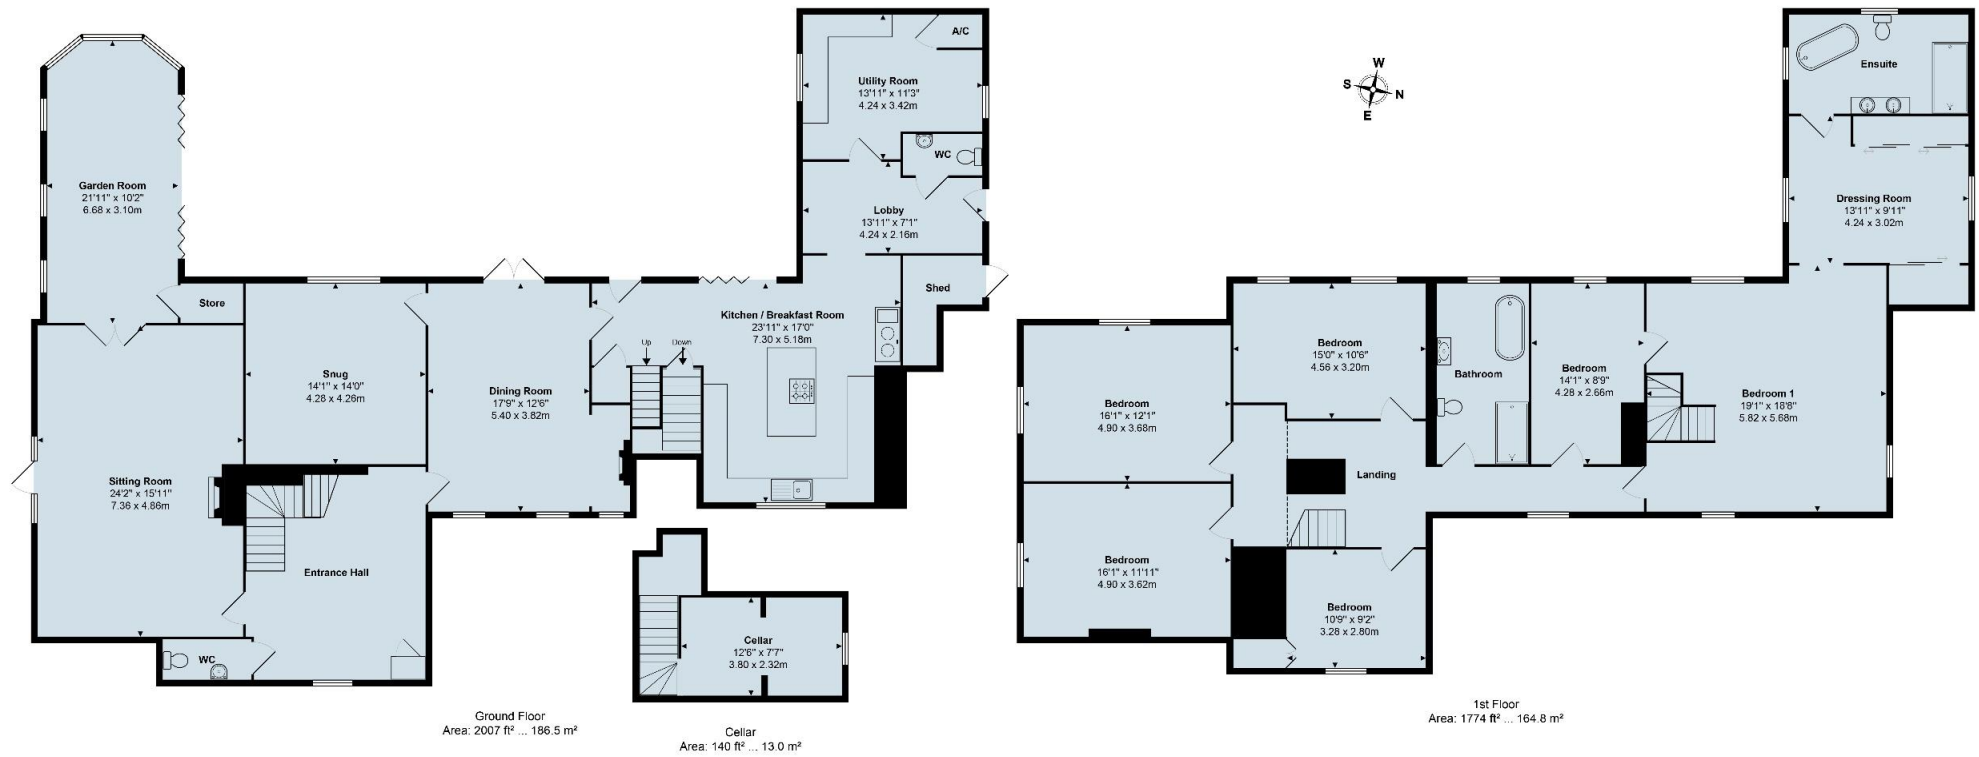 Garden Room
21'11" x 10'2"
6.68 x 3.10m
Store
Snug
14'1" x 14'0"
4.28 x 4.26m
Sitting Room
24'2" x 15'11"
7.36 x 4.86m
Entrance Hall
WC
Dining Room
17'9" x 12'6"
5.40 x 3.82m
Up
Down
Kitchen / Breakfast Room
23'11" x 17'0"
7.30 x 5.18m
Shed
Lobby
13'11" x 7'1"
4.24 x 2.16m
WC
Utility Room
13'11" x 11'3"
4.24 x 3.42m
A/C
Ground Floor
Area: 2007 ft² ... 186.5 m²
Cellar
12'6" x 7'7"
3.80 x 2.32m
Cellar
Area: 140 ft² ... 13.0 m²
W
S
N
E
Ensuite
Dressing Room
13'11" x 9'11"
4.24 x 3.02m
Bedroom
15'0" x 10'6"
4.56 x 3.20m
Bathroom
Bedroom
14'1" x 8'9"
4.28 x 2.66m
Bedroom 1
19'1" x 18'8"
5.82 x 5.68m
Bedroom
16'1" x 12'1"
4.90 x 3.68m
Landing
Bedroom
16'1" x 11'11"
4.90 x 3.62m
Bedroom
10'9" x 9'2"
3.28 x 2.80m
1st Floor
Area: 1774 ft² ... 164.8 m²